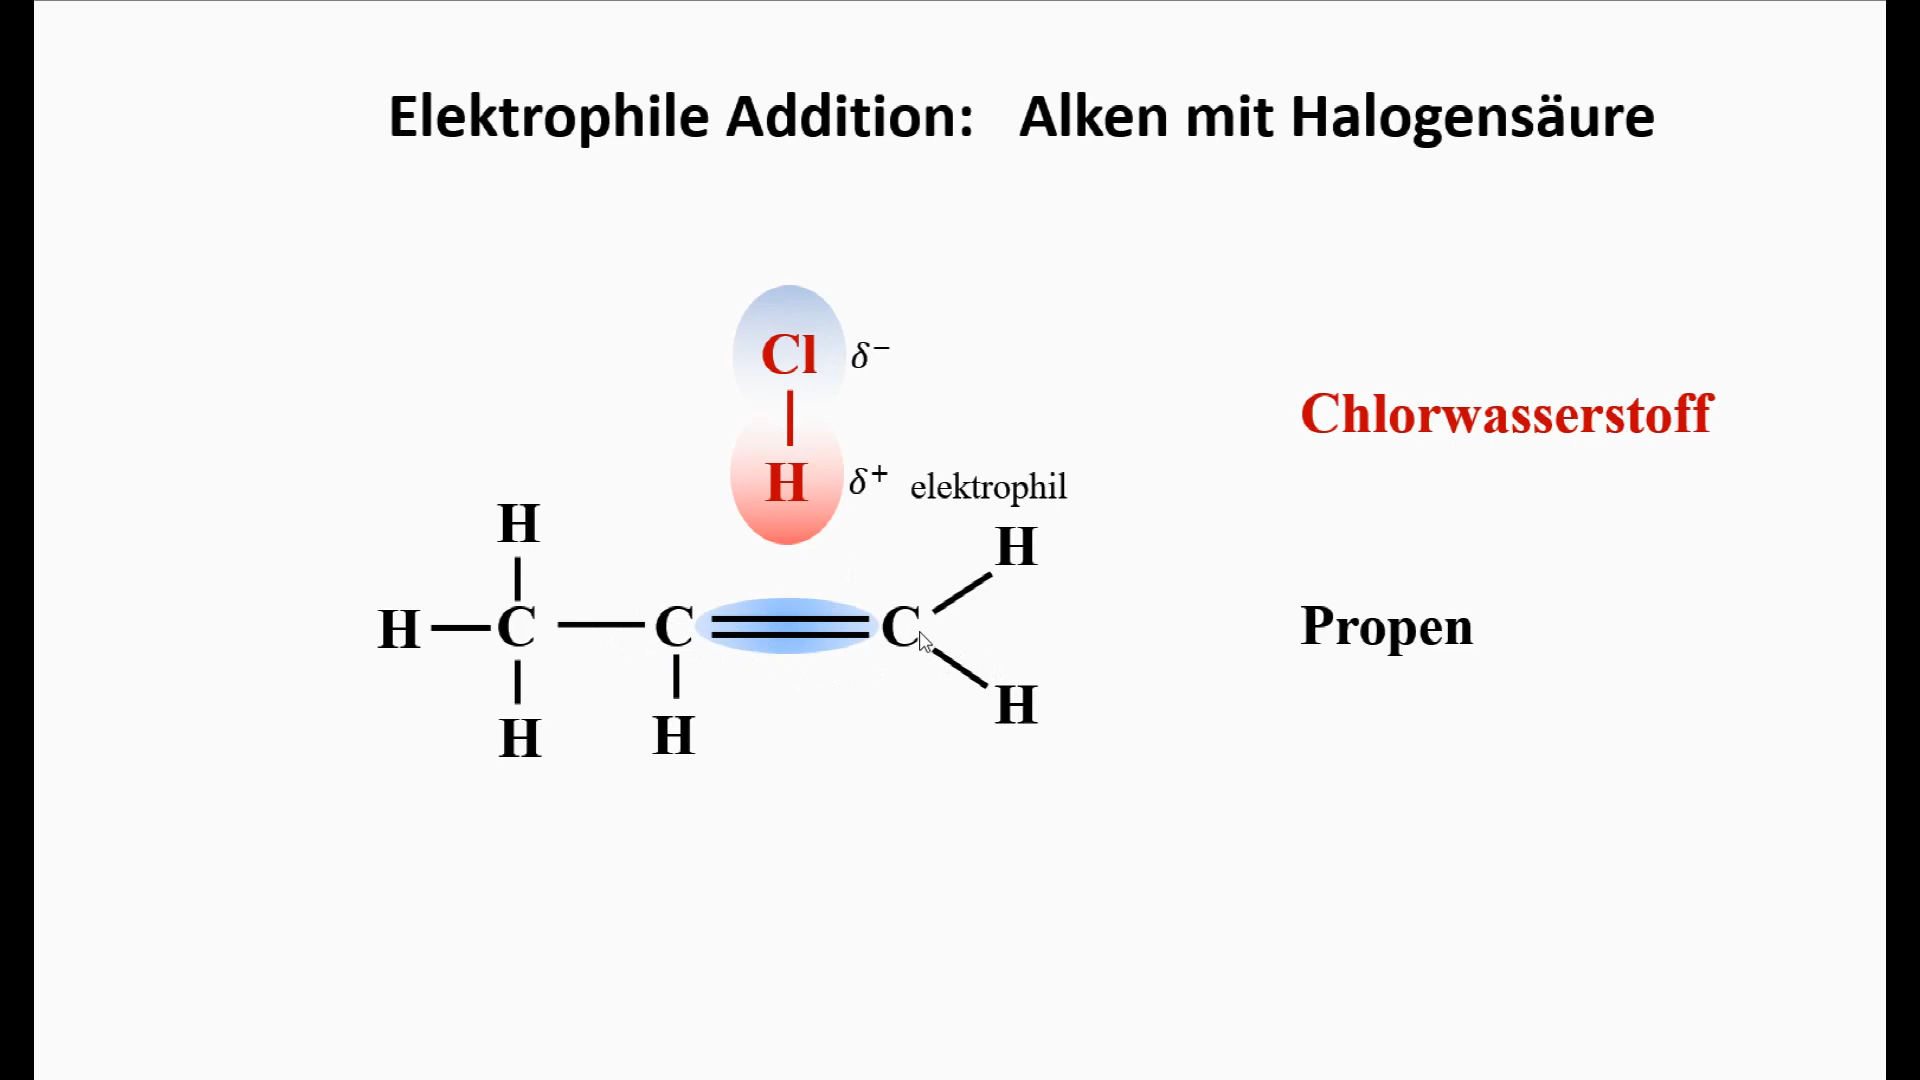 Elektrophile Addition: Alken mit Halogensäure
Cl δ⁻
Chlorwasserstoff
H δ⁺ elektrophil
H H
H C C C Propen
H H H